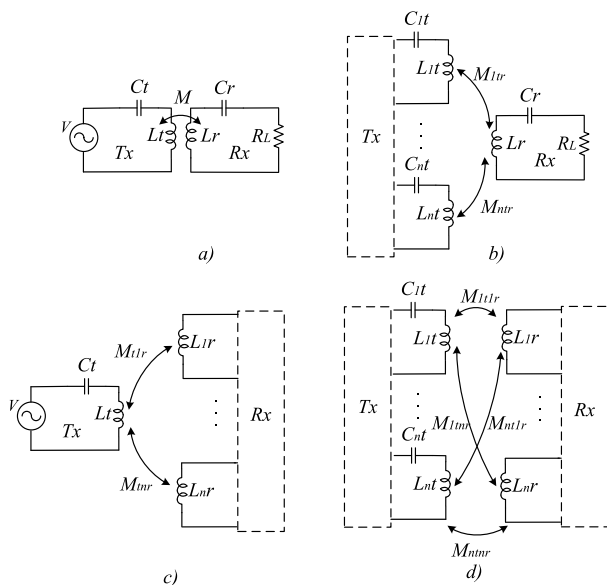 Ct
M
Cr
V
Lt
Lr
RL
Tx
Rx
a)
C1t
L1t
M1tr
Cr
Tx
Lr
RL
Rx
Cnt
Lnt
Mntr
b)
Ct
Mt1r
L1r
V
Lt
Tx
Rx
Mtnr
Lnr
c)
C1t
M1t1r
L1t
L1r
Tx
Rx
M1tnr
Mnt1r
Cnt
Lnt
Lnr
Mntnr
d)